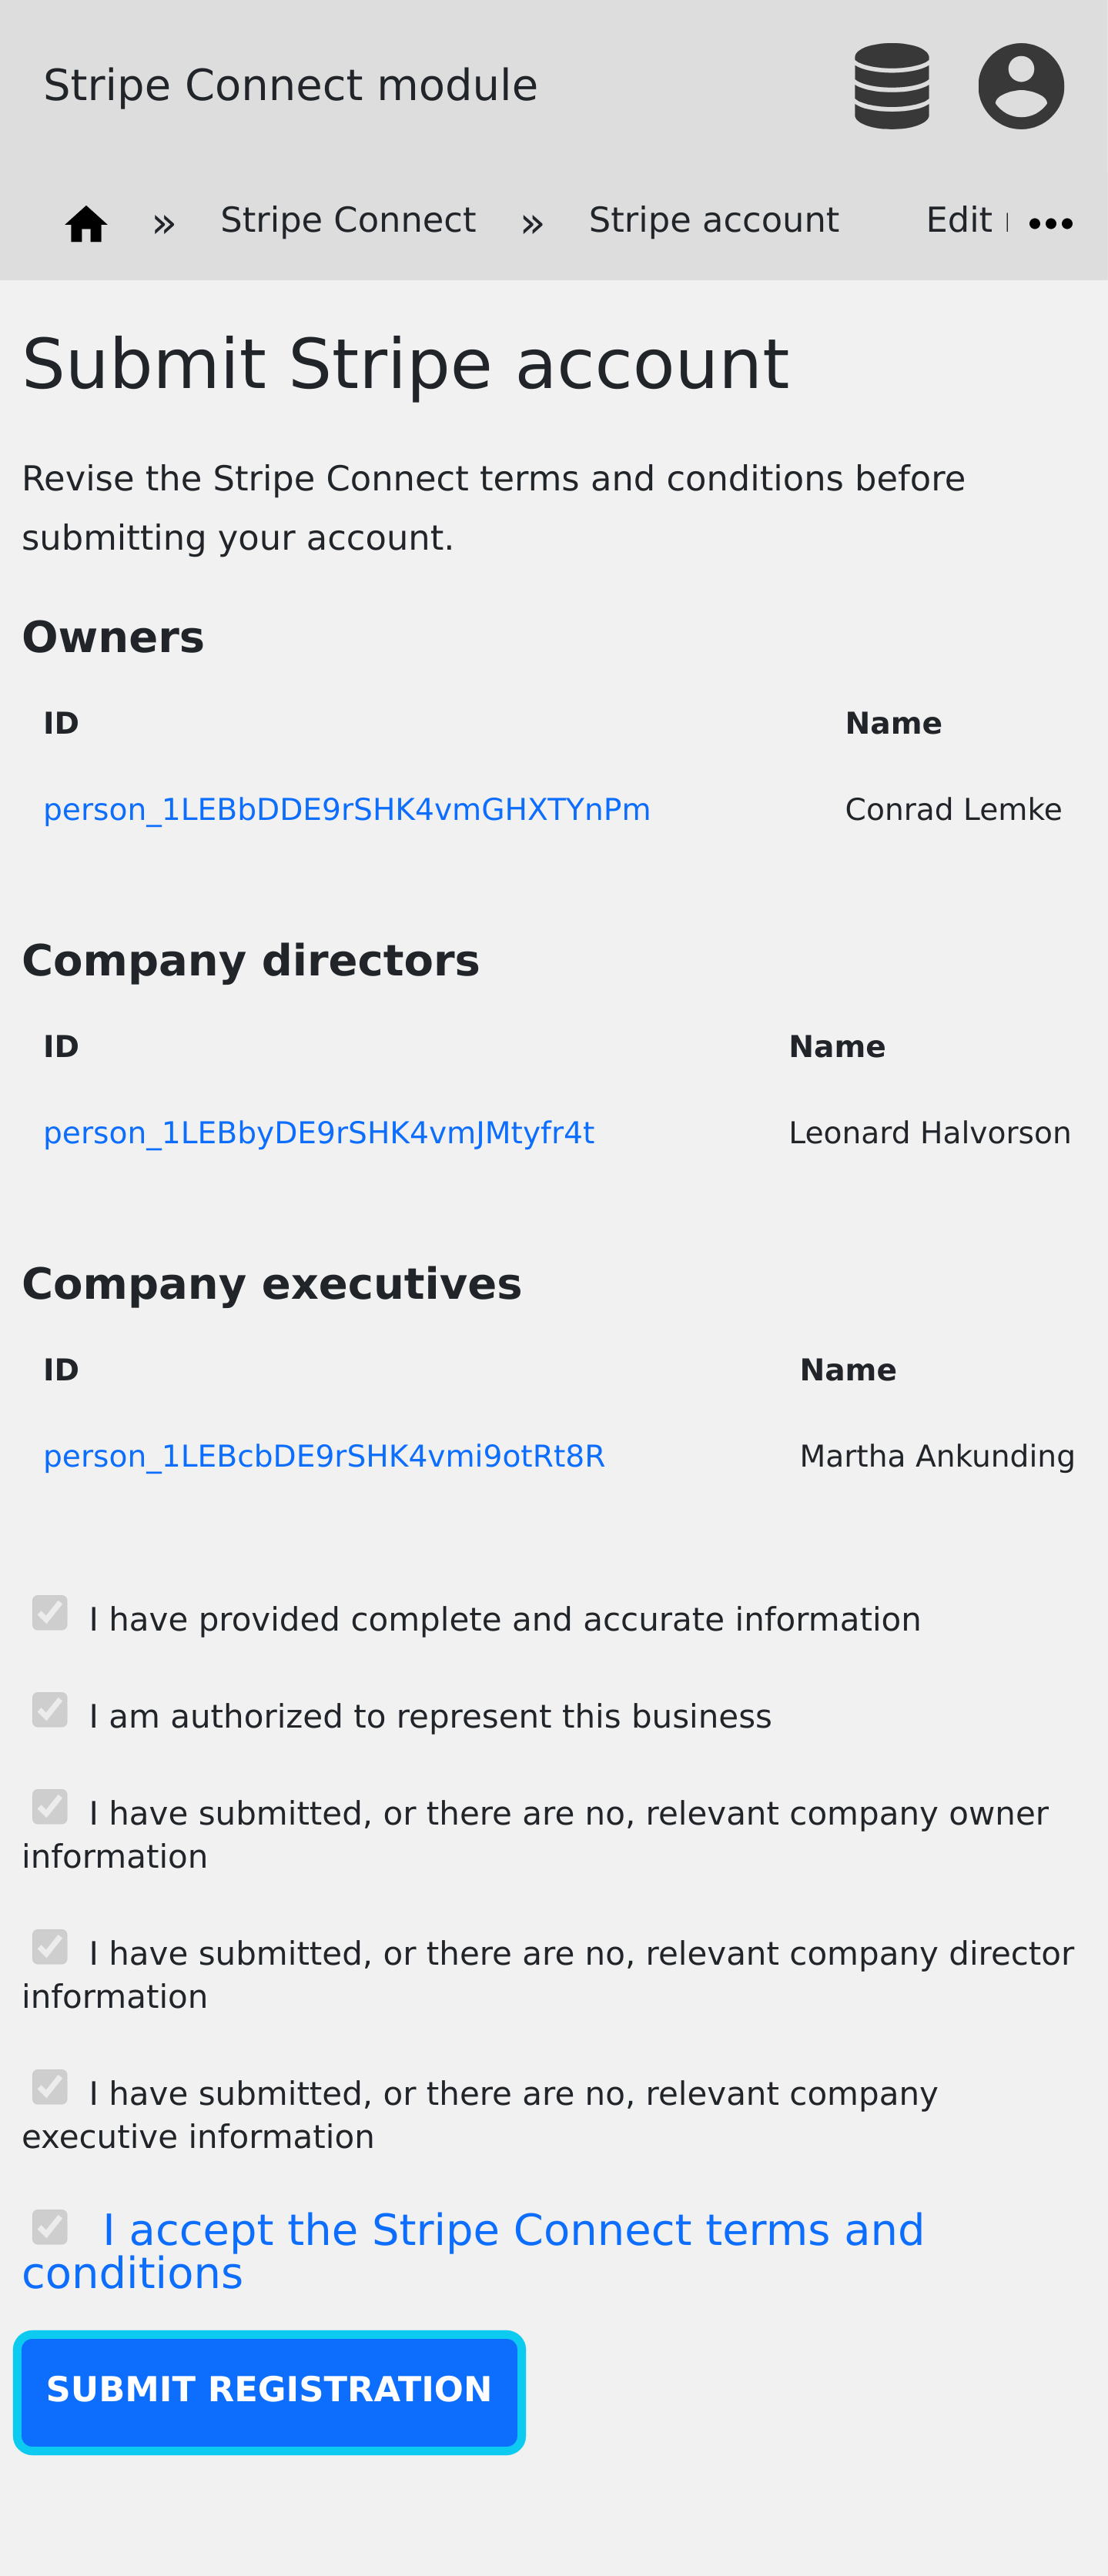 Stripe Connect module
» Stripe Connect » Stripe account Edit
Submit Stripe account
Revise the Stripe Connect terms and conditions before
submitting your account.
Owners
ID Name
person_1LEBbDDE9rSHK4vmGHXTYnPm Conrad Lemke
Company directors
ID Name
person_1LEBbyDE9rSHK4vmJMtyfr4t Leonard Halvorson
Company executives
ID Name
person_1LEBcbDE9rSHK4vmi9otRt8R Martha Ankunding
I have provided complete and accurate information
I am authorized to represent this business
I have submitted, or there are no, relevant company owner
information
I have submitted, or there are no, relevant company director
information
I have submitted, or there are no, relevant company
executive information
I accept the Stripe Connect terms and
conditions
SUBMIT REGISTRATION